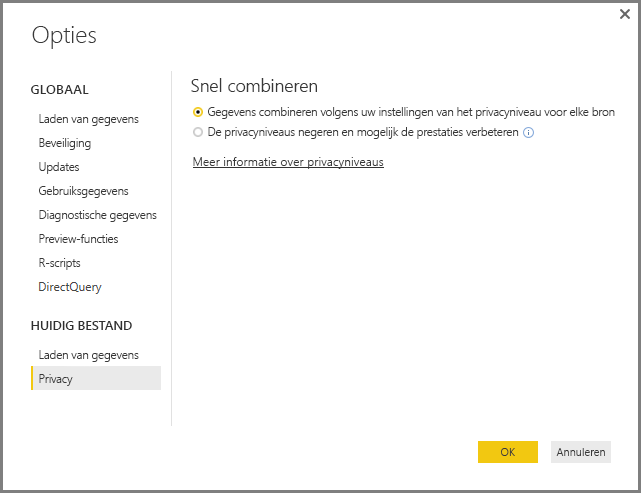 Opties
GLOBAAL
Laden van gegevens
Beveiliging
Updates
Gebruiksgegevens
Diagnostische gegevens
Preview-functies
R-scripts
DirectQuery
HUIDIG BESTAND
Laden van gegevens
Privacy
Snel combineren
Gegevens combineren volgens uw instellingen van het privacyniveau voor elke bron
De privacyniveaus negeren en mogelijk de prestaties verbeteren
Meer informatie over privacyniveaus
OK
Annuleren